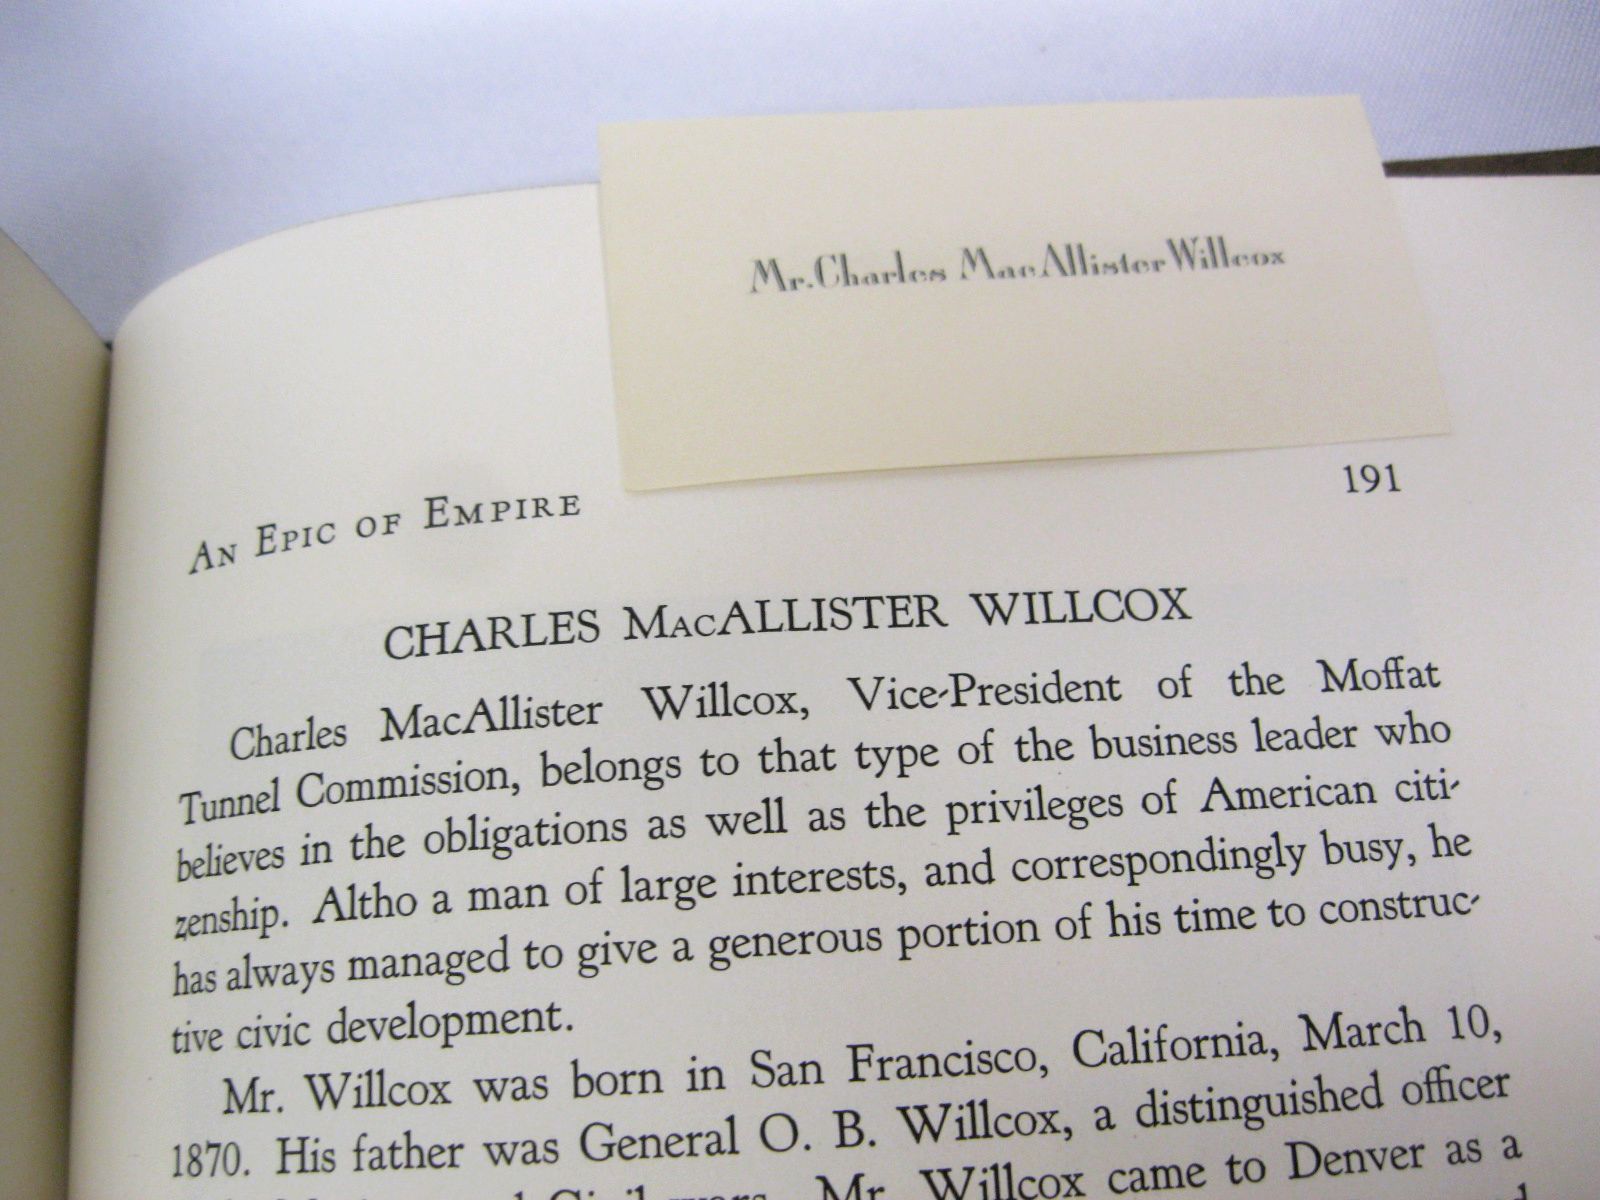 Mr. Charles MacAllister Willcox
AN EPIC OF EMPIRE 191
CHARLES MACALLISTER WILLCOX
Charles MacAllister Willcox, Vice-President of the Moffat
Tunnel Commission, belongs to that type of the business leader who
believes in the obligations as well as the privileges of American citi-
zenship. Altho a man of large interests, and correspondingly busy, he
has always managed to give a generous portion of his time to construc-
tive civic development.
Mr. Willcox was born in San Francisco, California, March 10,
1870. His father was General O. B. Willcox, a distinguished officer
Civil wars. Mr. Willcox came to Denver as a